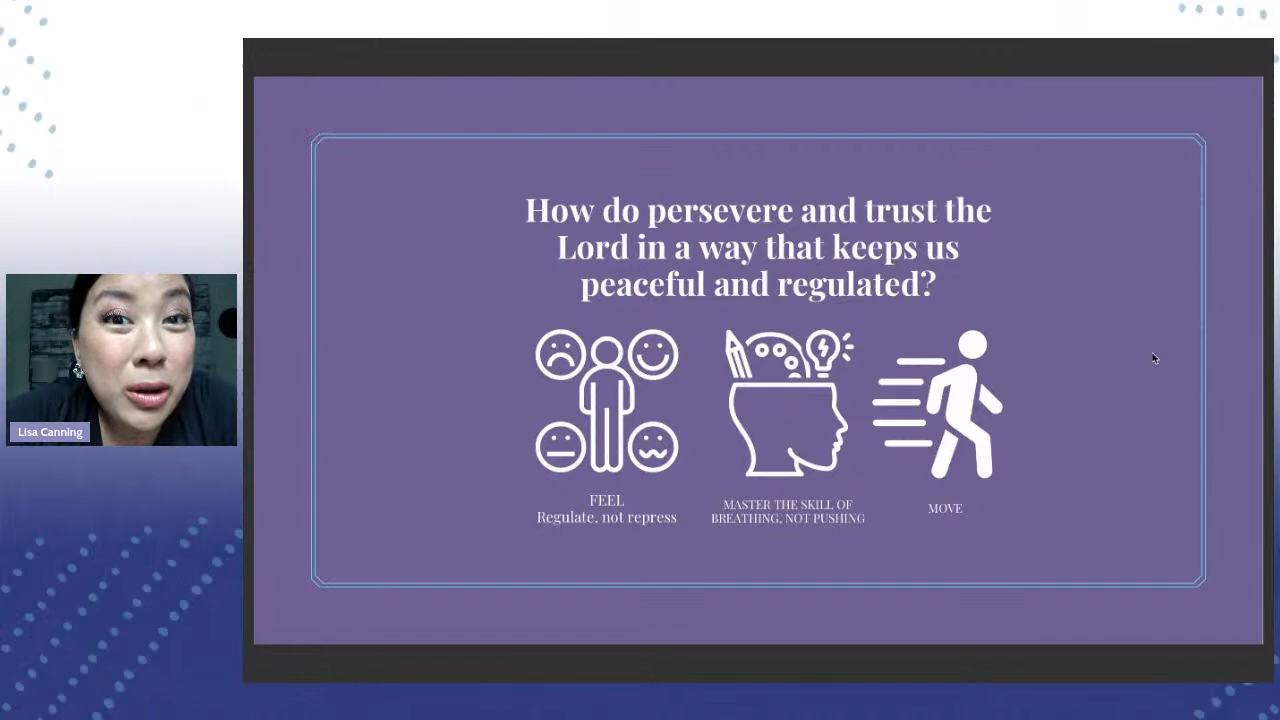 How do persevere and trust the
Lord in a way that keeps us
peaceful and regulated?
FEEL
Regulate, not repress
MASTER THE SKILL OF
BREATHING, NOT PUSHING
MOVE
Lisa Canning